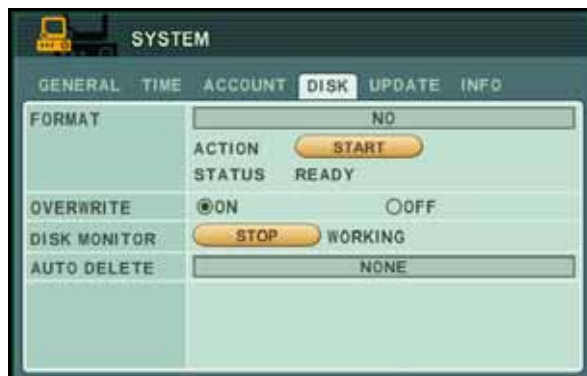 SYSTEM
GENERAL TIME ACCOUNT DISK UPDATE INFO
FORMAT NO
ACTION START
STATUS READY
OVERWRITE ON OFF
DISK MONITOR STOP WORKING
AUTO DELETE NONE